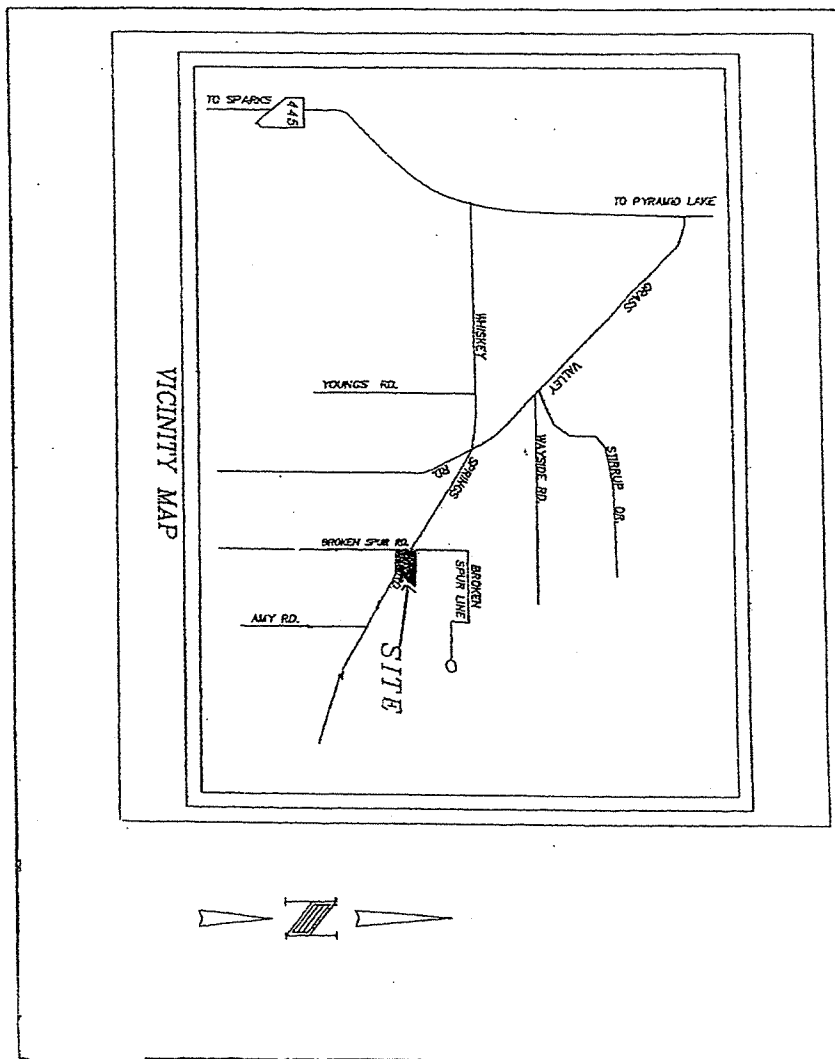 TO SPARKS
445
TO PYRAMID LAKE
GRASS
VALLEY
WHISKEY
YOUNGS' RD.
WAYSIDE RD.
STIRRUP DR.
SPRINGS
RD.
BROKEN SPUR RD.
BROKEN
SPUR LINE
AMY RD.
SITE
VICINITY MAP
N